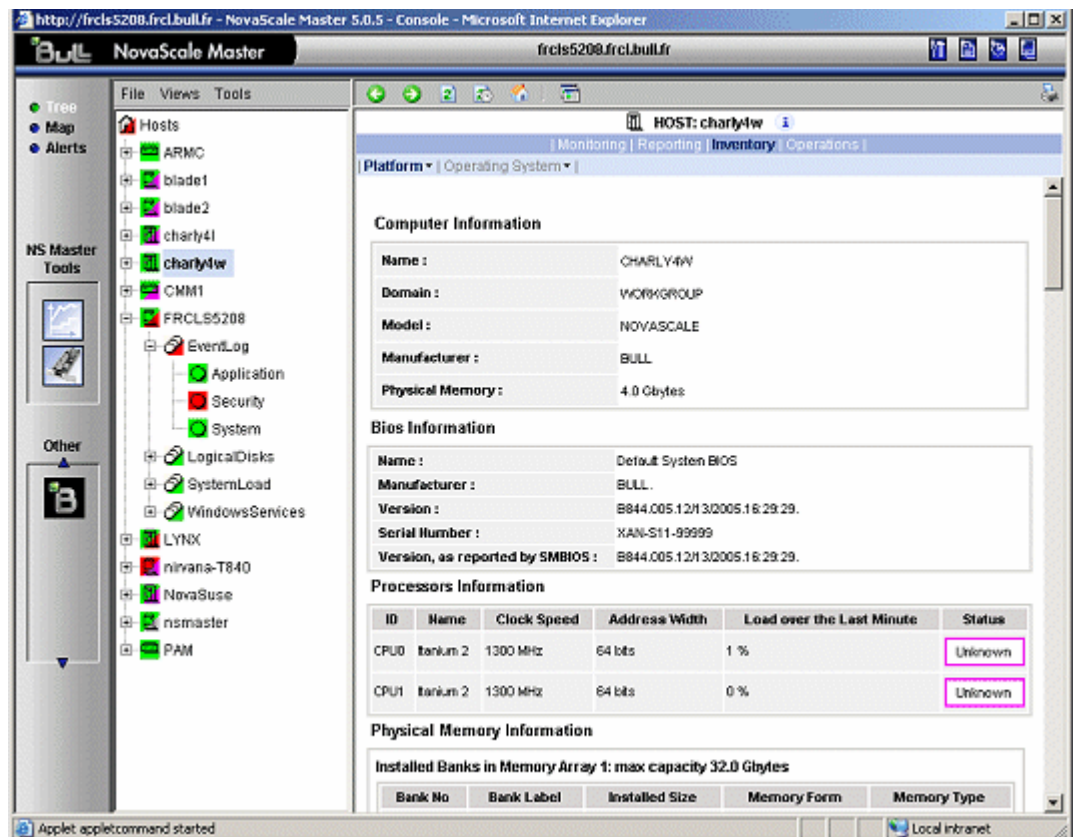 http://frcls5208.frcl.bull.fr - NovaScale Master 5.0.5 - Console - Microsoft Internet Explorer
Bull NovaScale Master frcls5208.frcl.bull.fr
File Views Tools
Tree
Map
Alerts
NS Master
Tools
Other
B
Hosts
ARMC
blade1
blade2
charly4l
charly4w
CMM1
FRCLS5208
EventLog
Application
Security
System
LogicalDisks
SystemLoad
WindowsServices
LYNX
nirvana-T840
NovaSuse
nsmaster
PAM
HOST: charly4w i
| Monitoring | Reporting | Inventory | Operations |
| Platform | Operating System |
Computer Information
Name : CHARLY4W
Domain : WORKGROUP
Model : NOVASCALE
Manufacturer : BULL
Physical Memory : 4.0 Gbytes
Bios Information
Name : Default System BIOS
Manufacturer : BULL.
Version : B844.005.12/13/2005.16:29:29.
Serial Number : XAN-S11-99999
Version, as reported by SMBIOS : B844.005.12/13/2005.16:29:29.
Processors Information
ID Name Clock Speed Address Width Load over the Last Minute Status
CPU0 Itanium 2 1300 MHz 64 bits 1 % Unknown
CPU1 Itanium 2 1300 MHz 64 bits 0 % Unknown
Physical Memory Information
Installed Banks in Memory Array 1: max capacity 32.0 Gbytes
Bank No Bank Label Installed Size Memory Form Memory Type
Applet appletcommand started Local intranet